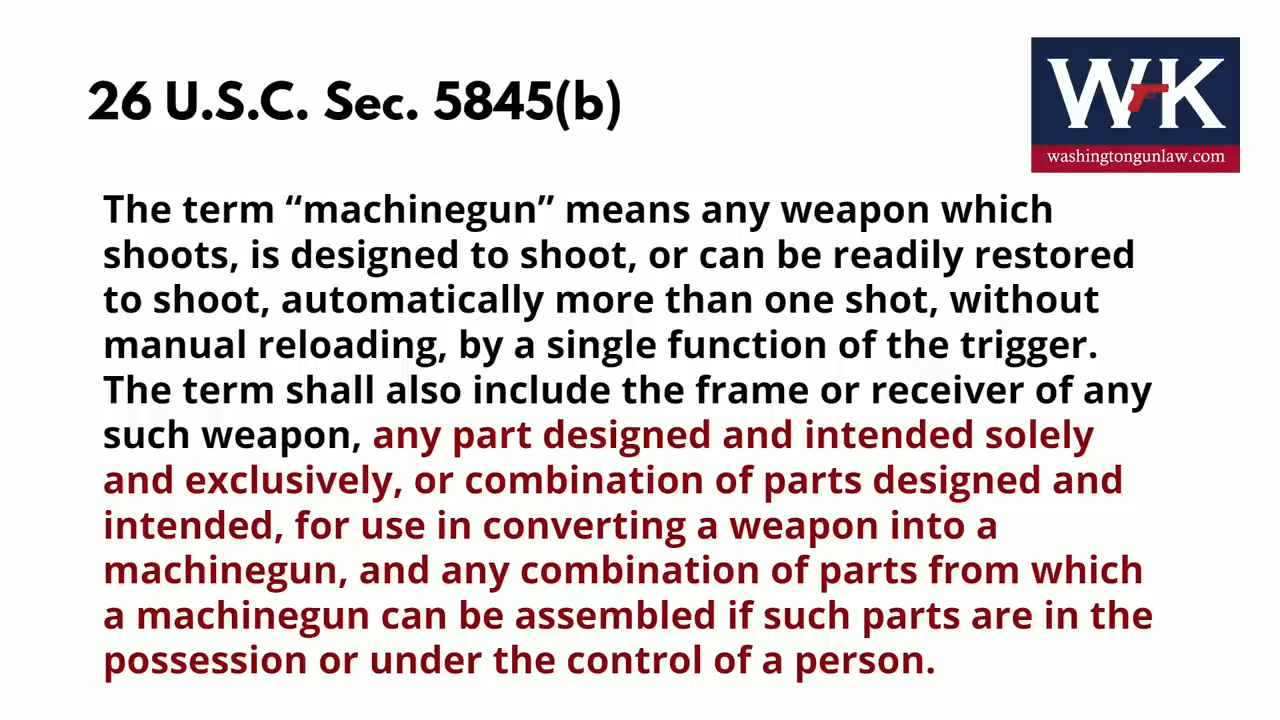 26 U.S.C. Sec. 5845(b)
WK
washingtongunlaw.com
The term “machinegun” means any weapon which
shoots, is designed to shoot, or can be readily restored
to shoot, automatically more than one shot, without
manual reloading, by a single function of the trigger.
The term shall also include the frame or receiver of any
such weapon, any part designed and intended solely
and exclusively, or combination of parts designed and
intended, for use in converting a weapon into a
machinegun, and any combination of parts from which
a machinegun can be assembled if such parts are in the
possession or under the control of a person.